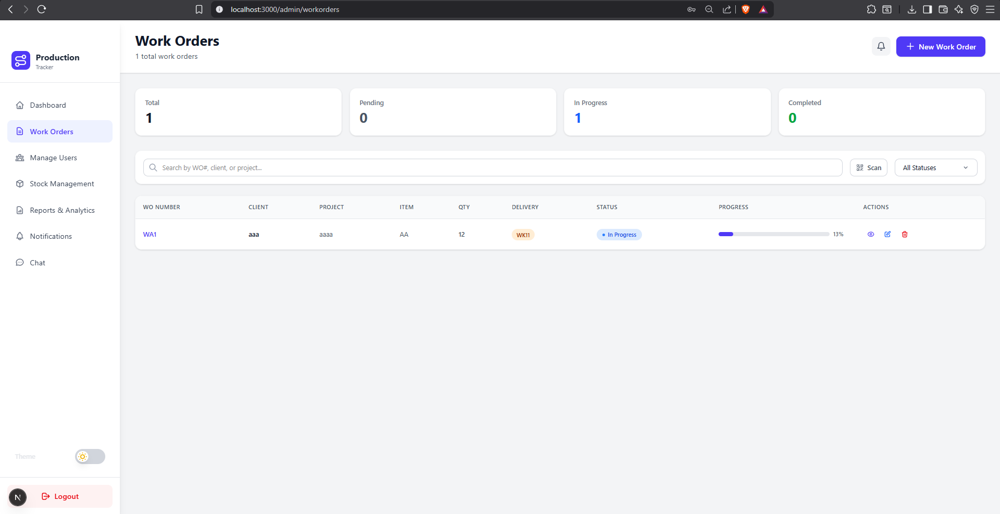 localhost:3000/admin/workorders
Production
Tracker
Dashboard
Work Orders
Manage Users
Stock Management
Reports & Analytics
Notifications
Chat
Theme
N
Logout
Work Orders
1 total work orders
New Work Order
Total
1
Pending
0
In Progress
1
Completed
0
Search by WO#, client, or project...
Scan
All Statuses
WO NUMBER CLIENT PROJECT ITEM QTY DELIVERY STATUS PROGRESS ACTIONS
WA1 aaa aaaa AA 12 WK11 In Progress 13%